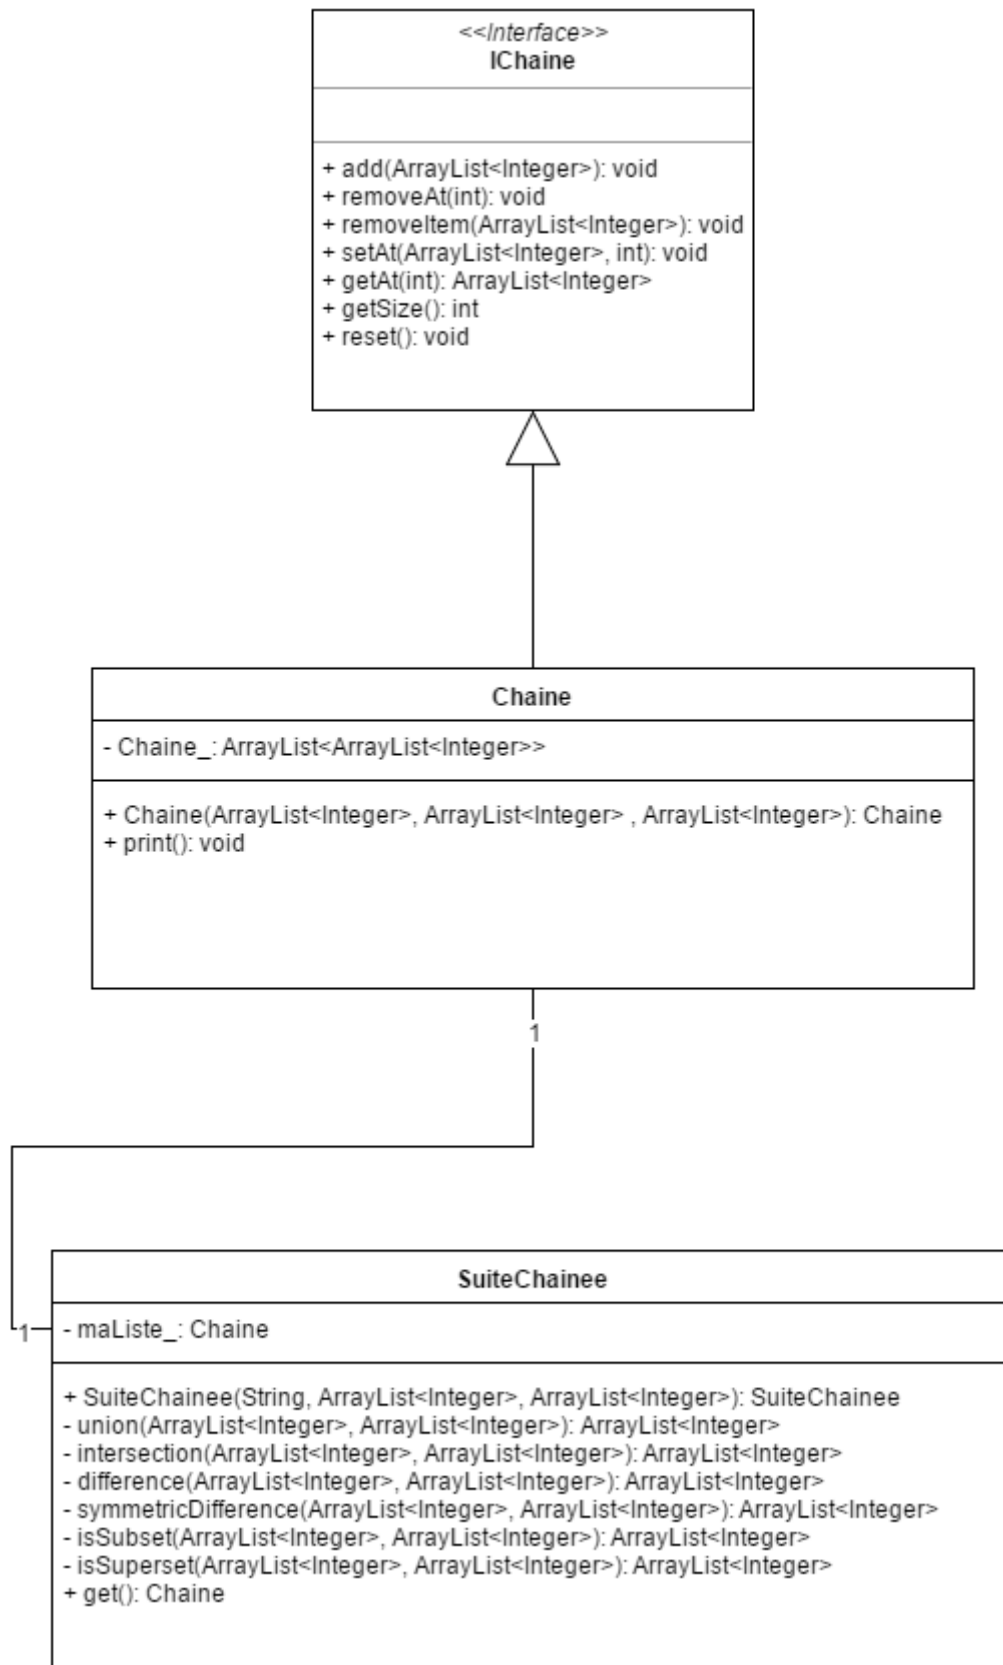 <<Interface>>
IChaine
+ add(ArrayList<Integer>): void
+ removeAt(int): void
+ removeItem(ArrayList<Integer>): void
+ setAt(ArrayList<Integer>, int): void
+ getAt(int): ArrayList<Integer>
+ getSize(): int
+ reset(): void
Chaine
- Chaine_: ArrayList<ArrayList<Integer>>
+ Chaine(ArrayList<Integer>, ArrayList<Integer> , ArrayList<Integer>): Chaine
+ print(): void
1
SuiteChainee
1
- maListe_: Chaine
+ SuiteChainee(String, ArrayList<Integer>, ArrayList<Integer>): SuiteChainee
- union(ArrayList<Integer>, ArrayList<Integer>): ArrayList<Integer>
- intersection(ArrayList<Integer>, ArrayList<Integer>): ArrayList<Integer>
- difference(ArrayList<Integer>, ArrayList<Integer>): ArrayList<Integer>
- symmetricDifference(ArrayList<Integer>, ArrayList<Integer>): ArrayList<Integer>
- isSubset(ArrayList<Integer>, ArrayList<Integer>): ArrayList<Integer>
- isSuperset(ArrayList<Integer>, ArrayList<Integer>): ArrayList<Integer>
+ get(): Chaine